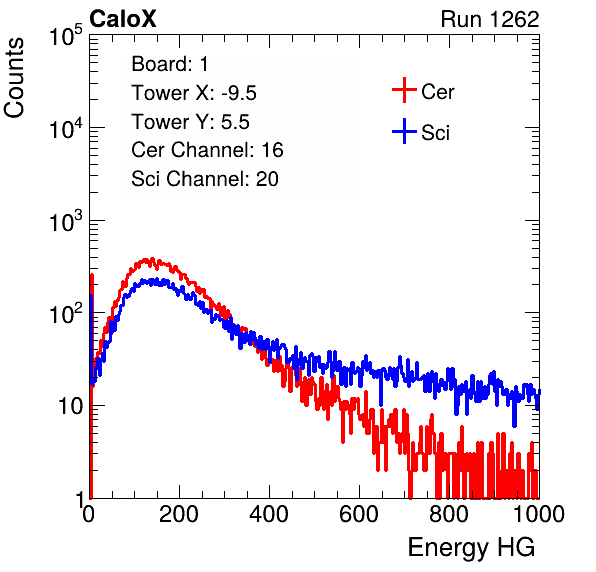 CaloX Run 1262
Counts
Board: 1
Tower X: -9.5
Tower Y: 5.5
Cer Channel: 16
Sci Channel: 20
Cer
Sci
10^5
10^4
10^3
10^2
10
1
0 200 400 600 800 1000
Energy HG